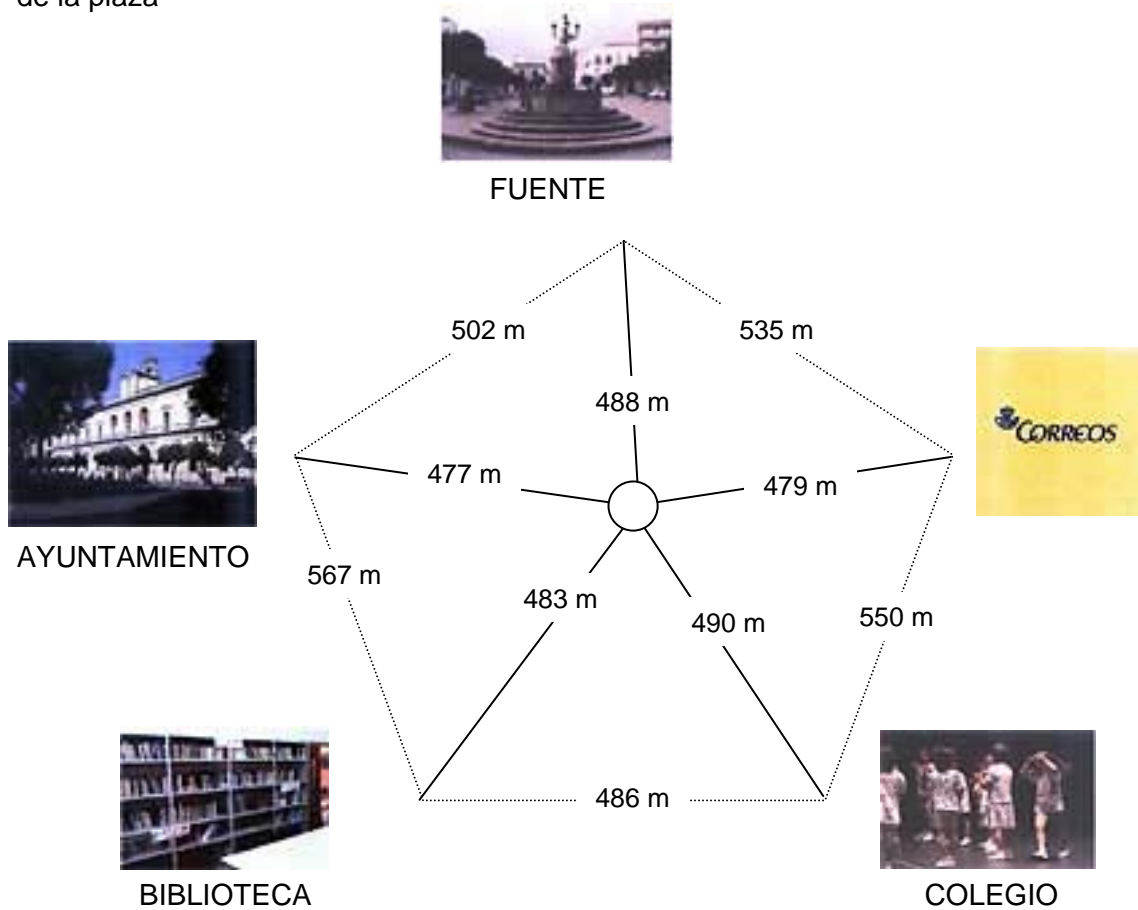 de la plaza
FUENTE
502 m
535 m
488 m
CORREOS
477 m
479 m
AYUNTAMIENTO
567 m
483 m
490 m
550 m
486 m
BIBLIOTECA
COLEGIO